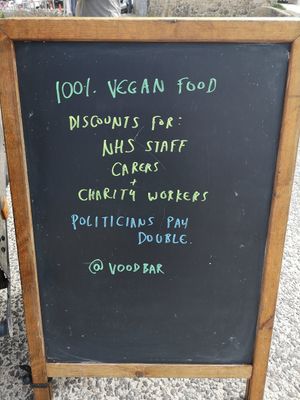 100% VEGAN FOOD
DISCOUNTS FOR:
NHS STAFF
CARERS
+
CHARITY WORKERS
POLITICIANS PAY
DOUBLE.
@VOODBAR